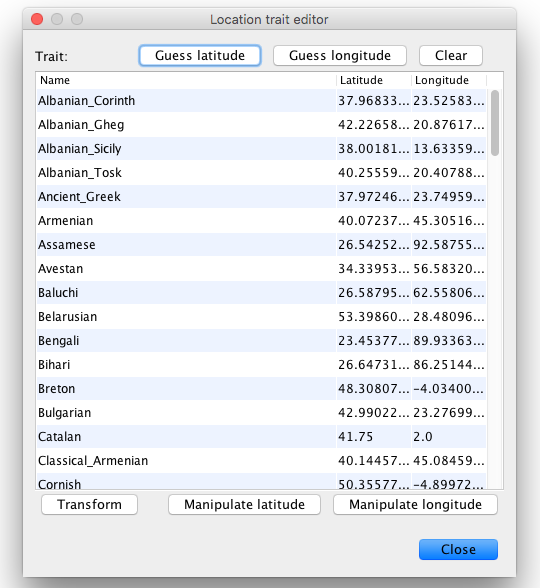 Location trait editor
Trait: Guess latitude Guess longitude Clear
Name Latitude Longitude
Albanian_Corinth 37.96833... 23.52583...
Albanian_Gheg 42.22658... 20.87617...
Albanian_Sicily 38.00181... 13.63359...
Albanian_Tosk 40.25559... 20.40788...
Ancient_Greek 37.97246... 23.74959...
Armenian 40.07237... 45.30516...
Assamese 26.54252... 92.58755...
Avestan 34.33953... 56.58320...
Baluchi 26.58795... 62.55806...
Belarusian 53.39860... 28.48096...
Bengali 23.45377... 89.93363...
Bihari 26.64731... 86.25144...
Breton 48.30807... -4.03400...
Bulgarian 42.99022... 23.27699...
Catalan 41.75 2.0
Classical_Armenian 40.14457... 45.08459...
Cornish 50.35577... -4.89972...
Transform Manipulate latitude Manipulate longitude
Close